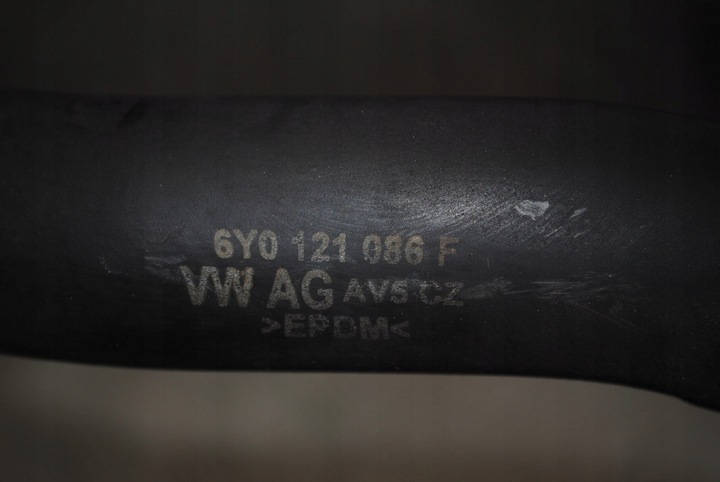 6Y0 121 086 F
VW AG AV5 CZ
>EPDM<